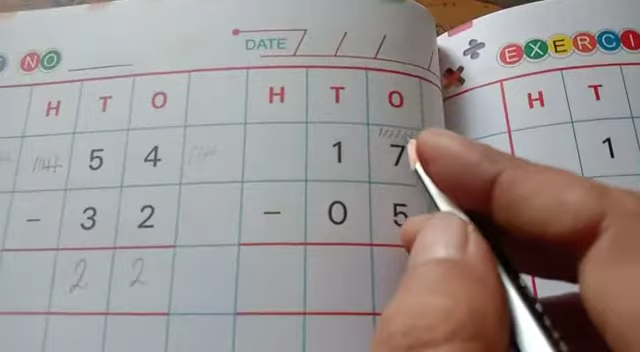 NO DATE
EXERCI
H T O H T O
H T
5 4 1 7
1
- 3 2 - 0 5
2 2